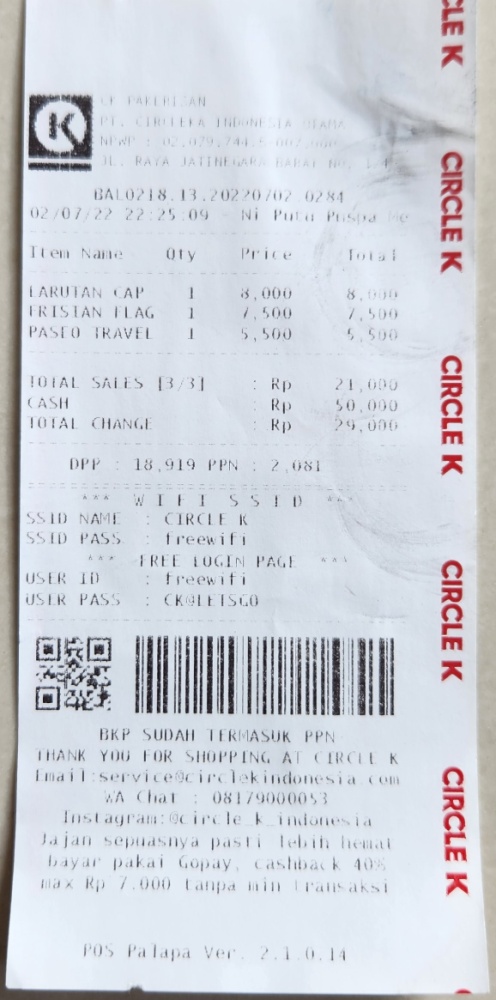 CK PAKERISAN
PT. CIRCLEKA INDONESIA UTAMA
NPWP : 02.079.744.5-007.000
JL. RAYA JATINEGARA BARAT NO.
BAL0218.13.20220702.0284
02/07/22 22:25:09 - Ni Putu Puspa Me
Item Name Qty Price Total
LARUTAN CAP 1 8,000 8,000
FRISIAN FLAG 1 7,500 7,500
PASEO TRAVEL 1 5,500 5,500
TOTAL SALES [3/3] : Rp 21,000
CASH : Rp 50,000
TOTAL CHANGE : Rp 29,000
DPP : 18,919 PPN : 2,081
*** W I F I S S I D ***
SSID NAME : CIRCLE K
SSID PASS : freewifi
*** FREE LOGIN PAGE ***
USER ID : freewifi
USER PASS : CK@LETSGO
BKP SUDAH TERMASUK PPN
THANK YOU FOR SHOPPING AT CIRCLE K
Email:service@circlekindonesia.com
WA Chat : 08179000053
Instagram:@circle_k_indonesia
Jajan sepuasnya pasti lebih hemat
bayar pakai Gopay, cashback 40%
max Rp 7.000 tanpa min transaksi
POS Palapa Ver. 2.1.0.14
CLE K
CIRCLE K
CIRCLE K
CIRCLE K
CIRCLE K